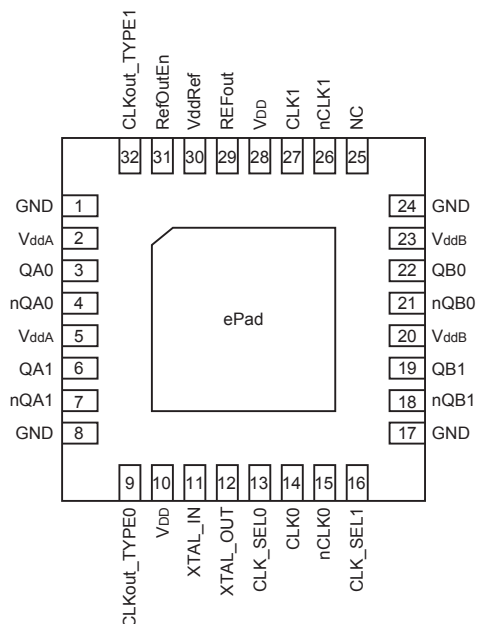 CLKout_TYPE1
RefOutEn
VddRef
REFout
VDD
CLK1
nCLK1
NC
32 31 30 29 28 27 26 25
GND 1 24 GND
VddA 2 23 VddB
QA0 3 22 QB0
nQA0 4 21 nQB0
ePad
VddA 5 20 VddB
QA1 6 19 QB1
nQA1 7 18 nQB1
GND 8 17 GND
9 10 11 12 13 14 15 16
CLKout_TYPE0
VDD
XTAL_IN
XTAL_OUT
CLK_SEL0
CLK0
nCLK0
CLK_SEL1